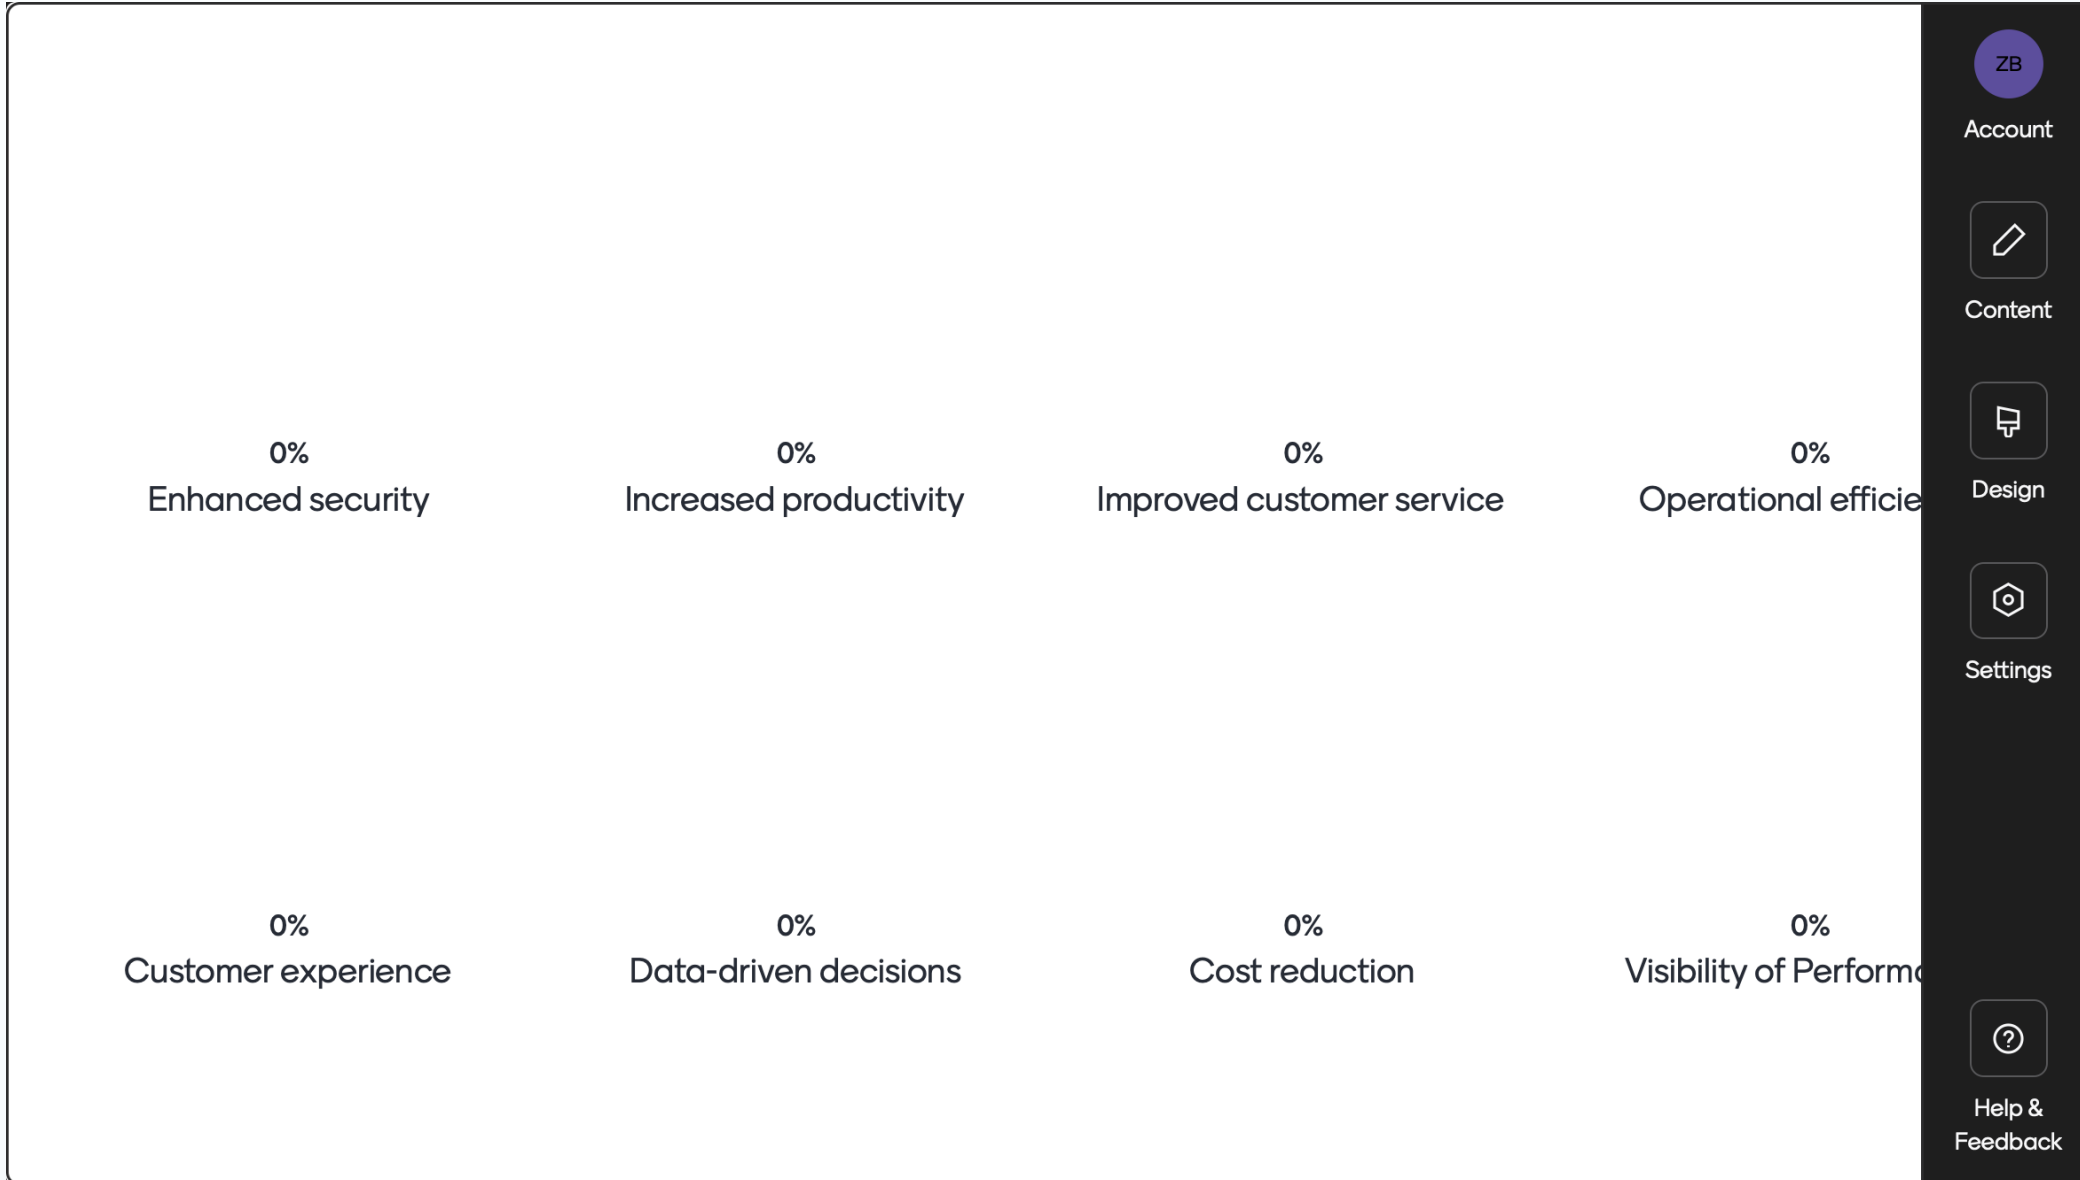 ZB
Account
Content
Design
Settings
Help &
Feedback
0%
Enhanced security
0%
Increased productivity
0%
Improved customer service
0%
Operational efficie
0%
Customer experience
0%
Data-driven decisions
0%
Cost reduction
0%
Visibility of Perform